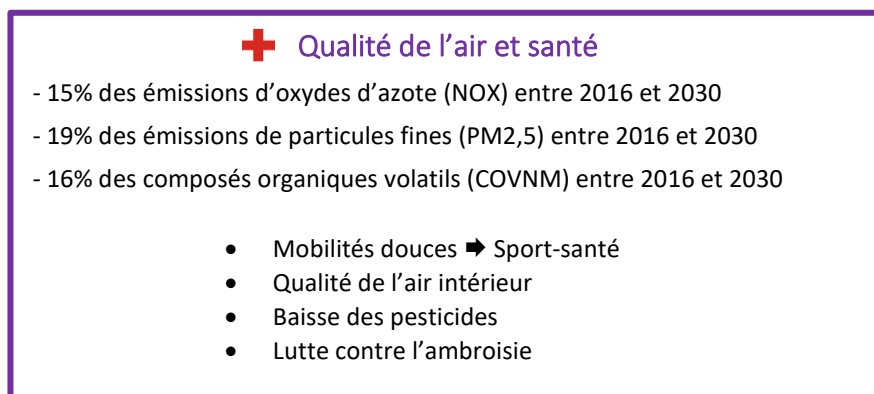 Qualité de l’air et santé
- 15% des émissions d’oxydes d’azote (NOX) entre 2016 et 2030
- 19% des émissions de particules fines (PM2,5) entre 2016 et 2030
- 16% des composés organiques volatils (COVNM) entre 2016 et 2030
• Mobilités douces 🡆 Sport-santé
• Qualité de l’air intérieur
• Baisse des pesticides
• Lutte contre l’ambroisie